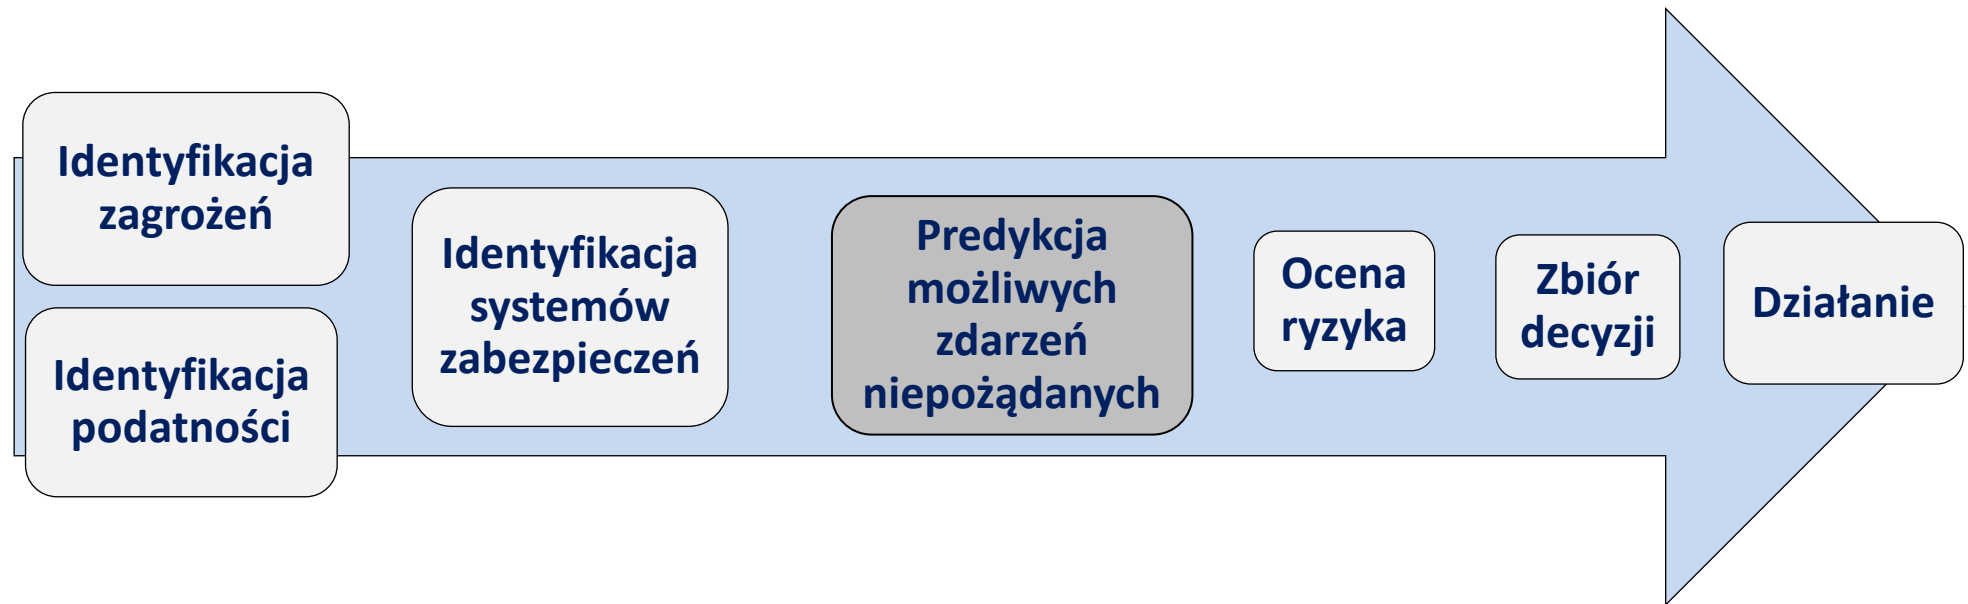 Identyfikacja
zagrożeń
Identyfikacja
podatności
Identyfikacja
systemów
zabezpieczeń
Predykcja
możliwych
zdarzeń
niepożądanych
Ocena
ryzyka
Zbiór
decyzji
Działanie